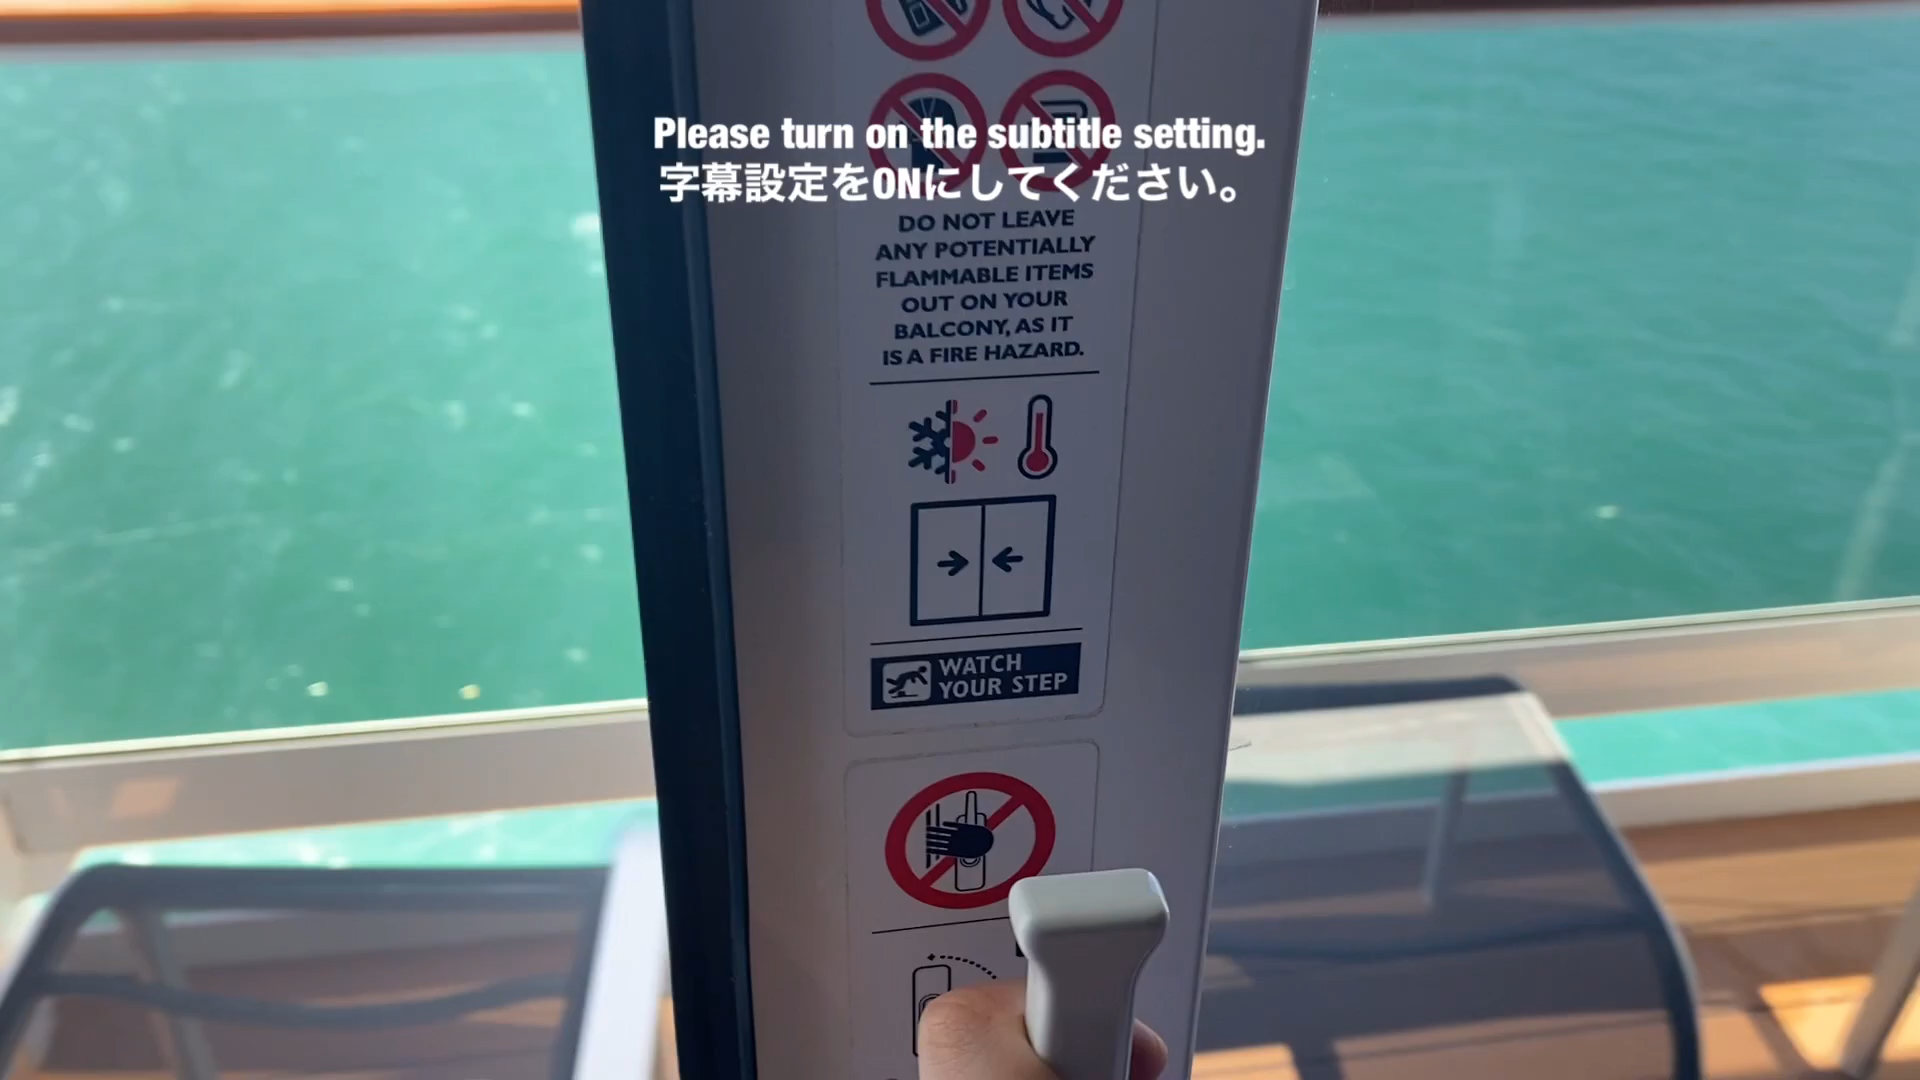 Please turn on the subtitle setting.
字幕設定をONにしてください。
DO NOT LEAVE
ANY POTENTIALLY
FLAMMABLE ITEMS
OUT ON YOUR
BALCONY, AS IT
IS A FIRE HAZARD.
WATCH
YOUR STEP